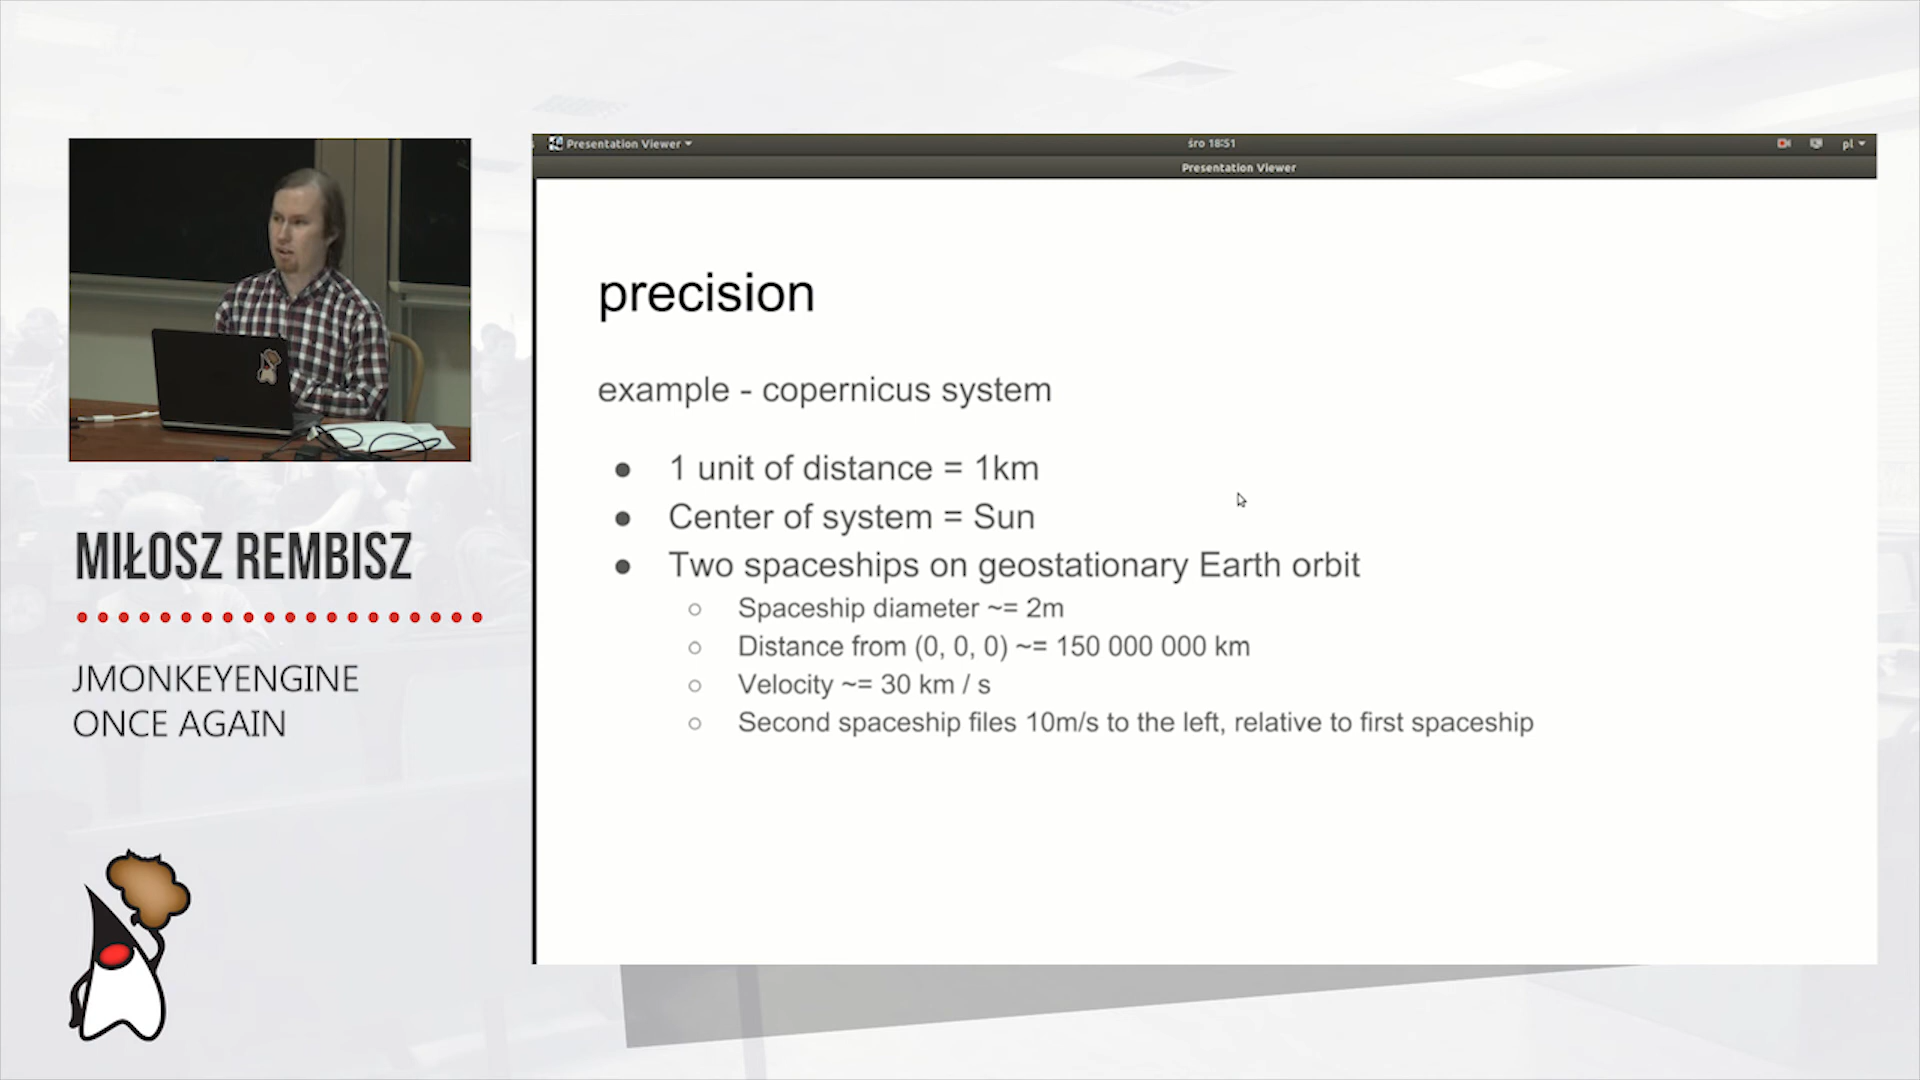 Presentation Viewer
śro 18:51
pl
Presentation Viewer
precision
example - copernicus system
1 unit of distance = 1km
Center of system = Sun
Two spaceships on geostationary Earth orbit
Spaceship diameter ~= 2m
Distance from (0, 0, 0) ~= 150 000 000 km
Velocity ~= 30 km / s
Second spaceship files 10m/s to the left, relative to first spaceship
MIŁOSZ REMBISZ
JMONKEYENGINE
ONCE AGAIN